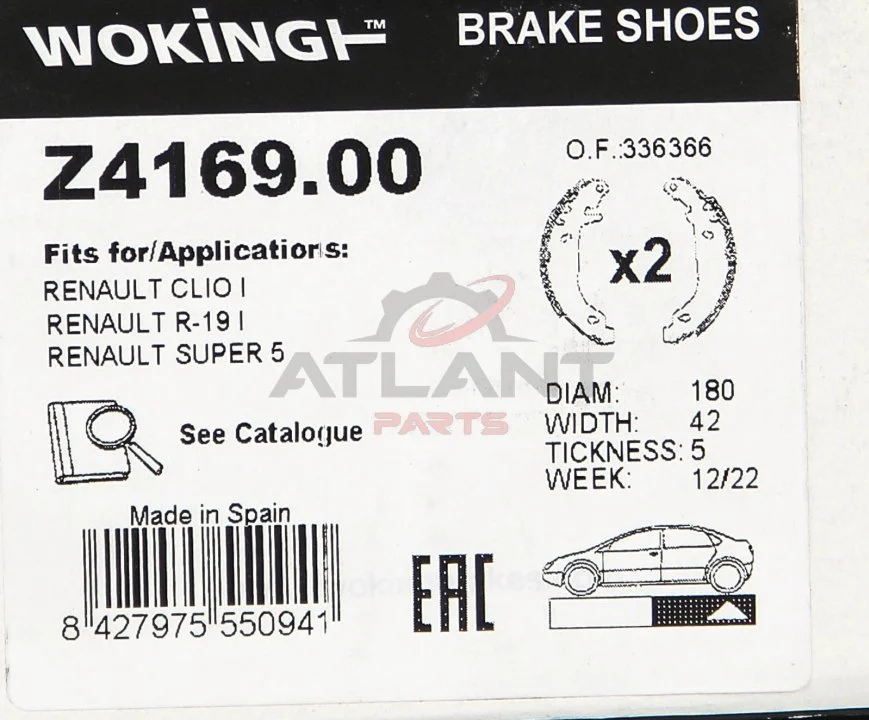 WOKING™
BRAKE SHOES
Z4169.00
O.F.:336366
Fits for/Applications:
RENAULT CLIO I
RENAULT R-19 I
RENAULT SUPER 5
x2
ATLANT
PARTS
See Catalogue
DIAM: 180
WIDTH: 42
TICKNESS: 5
WEEK: 12/22
Made in Spain
8 427975 550941
EAC